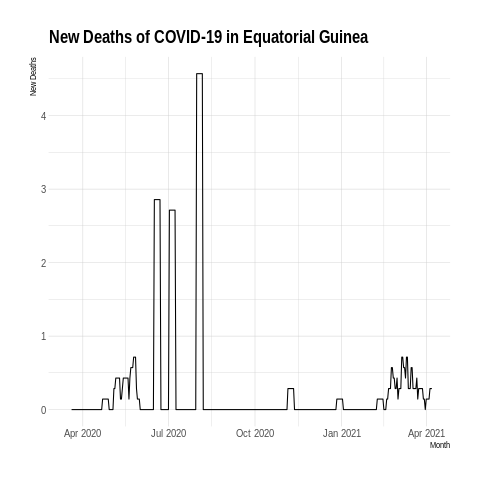 New Deaths of COVID-19 in Equatorial Guinea
New Deaths
4
3
2
1
0
Apr 2020 Jul 2020 Oct 2020 Jan 2021 Apr 2021
Month